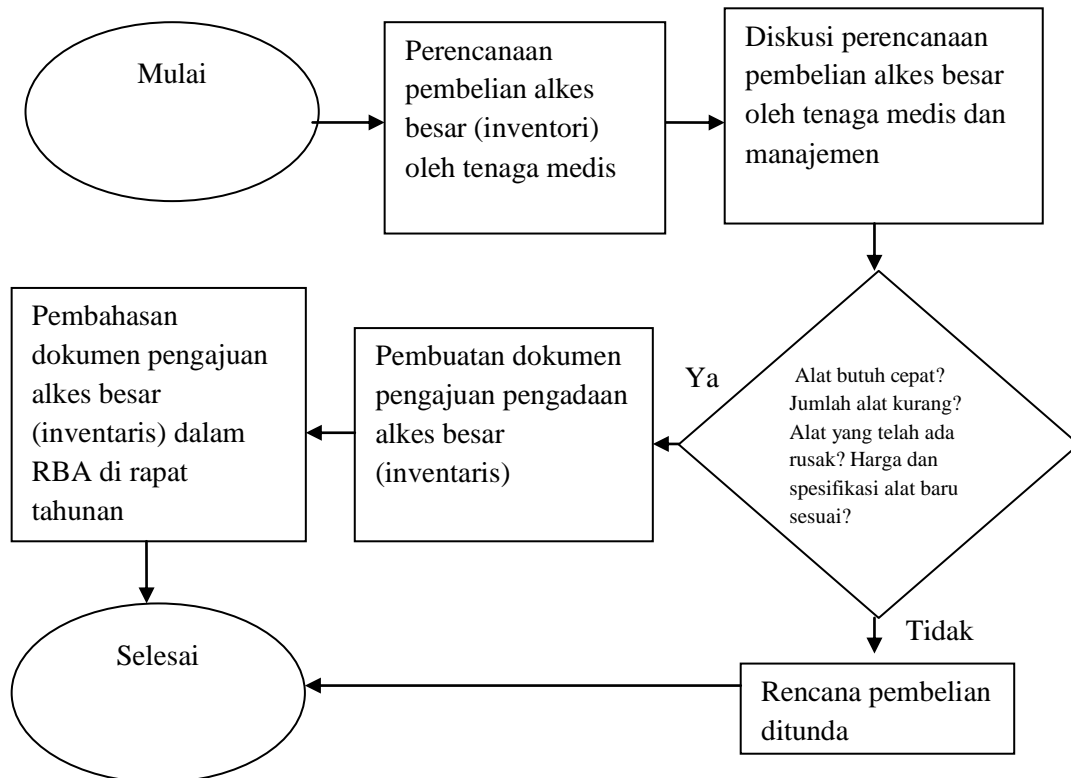 Mulai
Perencanaan
pembelian alkes
besar (inventori)
oleh tenaga medis
Diskusi perencanaan
pembelian alkes besar
oleh tenaga medis dan
manajemen
Alat butuh cepat?
Jumlah alat kurang?
Alat yang telah ada
rusak? Harga dan
spesifikasi alat baru
sesuai?
Ya
Pembuatan dokumen
pengajuan pengadaan
alkes besar
(inventaris)
Pembahasan
dokumen pengajuan
alkes besar
(inventaris) dalam
RBA di rapat
tahunan
Tidak
Rencana pembelian
ditunda
Selesai